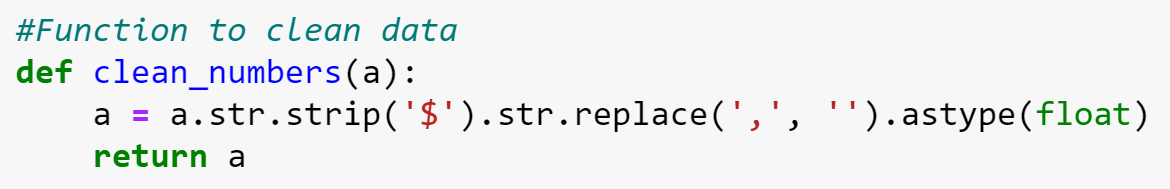 #Function to clean data
def clean_numbers(a):
    a = a.str.strip('$').str.replace(',', '').astype(float)
    return a